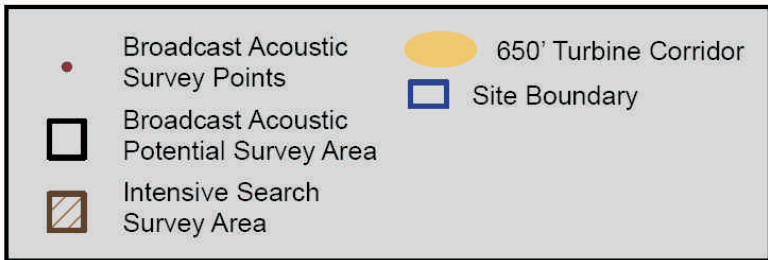 Broadcast Acoustic
Survey Points
Broadcast Acoustic
Potential Survey Area
Intensive Search
Survey Area
650’ Turbine Corridor
Site Boundary